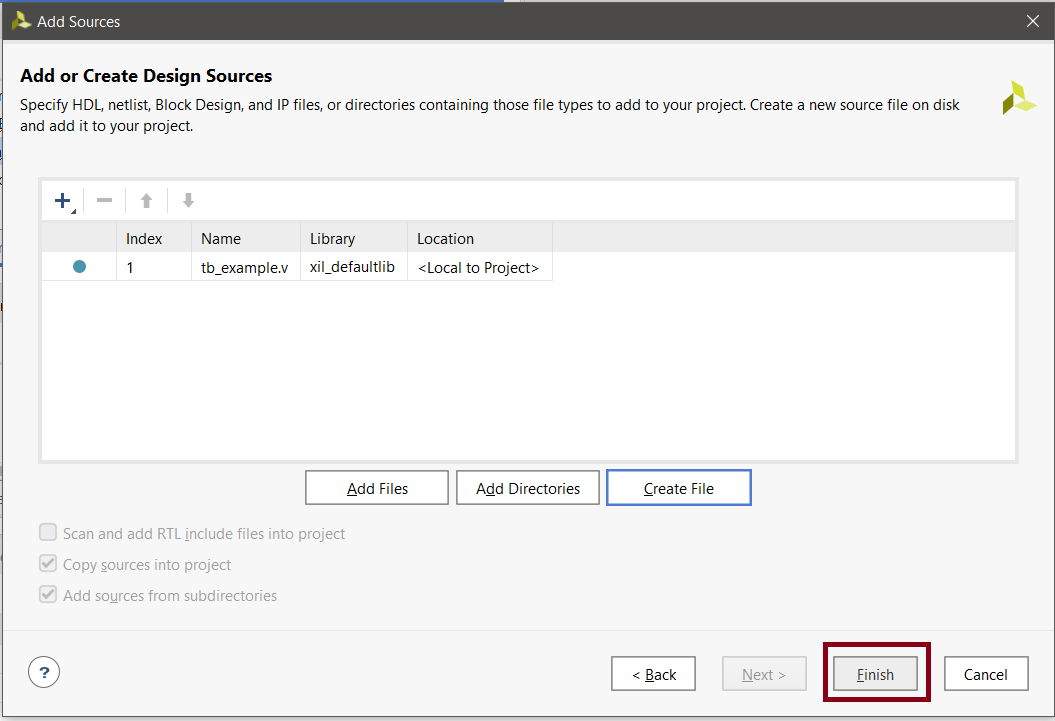 Add Sources
Add or Create Design Sources
Specify HDL, netlist, Block Design, and IP files, or directories containing those file types to add to your project. Create a new source file on disk
and add it to your project.
Index Name Library Location
1 tb_example.v xil_defaultlib <Local to Project>
Add Files Add Directories Create File
Scan and add RTL include files into project
Copy sources into project
Add sources from subdirectories
? < Back Next > Finish Cancel